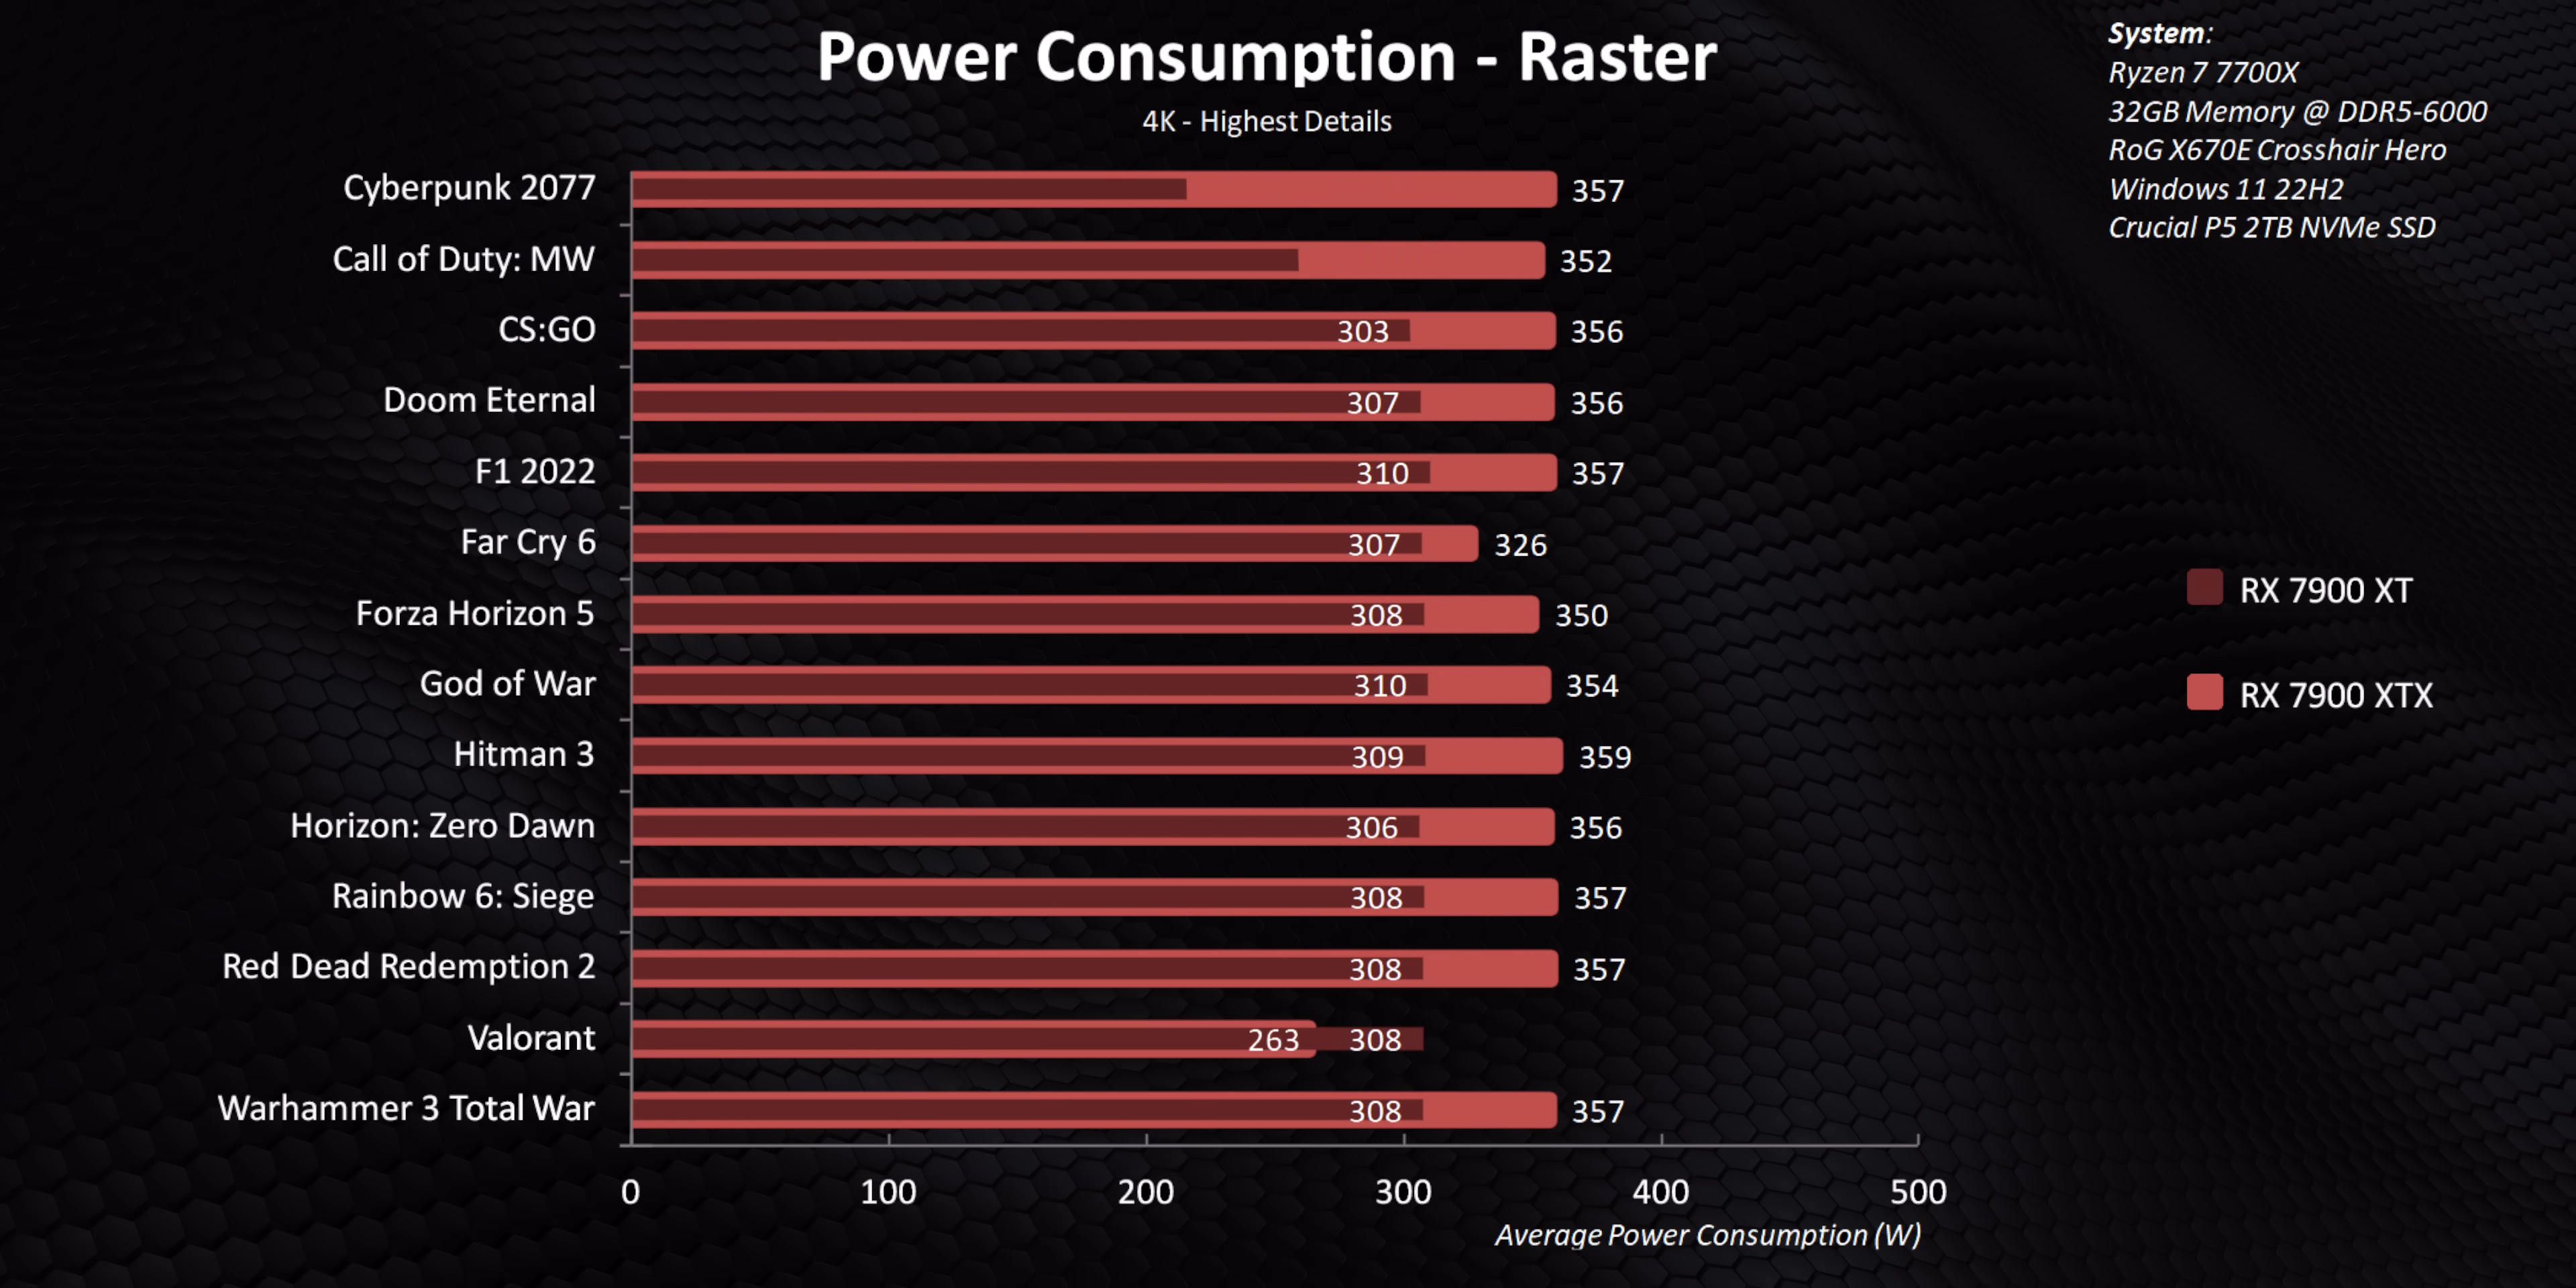 Power Consumption - Raster
4K - Highest Details
System:
Ryzen 7 7700X
32GB Memory @ DDR5-6000
RoG X670E Crosshair Hero
Windows 11 22H2
Crucial P5 2TB NVMe SSD
Cyberpunk 2077 357
Call of Duty: MW 352
CS:GO 303 356
Doom Eternal 307 356
F1 2022 310 357
Far Cry 6 307 326
Forza Horizon 5 308 350
God of War 310 354
Hitman 3 309 359
Horizon: Zero Dawn 306 356
Rainbow 6: Siege 308 357
Red Dead Redemption 2 308 357
Valorant 263 308
Warhammer 3 Total War 308 357
0 100 200 300 400 500
Average Power Consumption (W)
RX 7900 XT
RX 7900 XTX